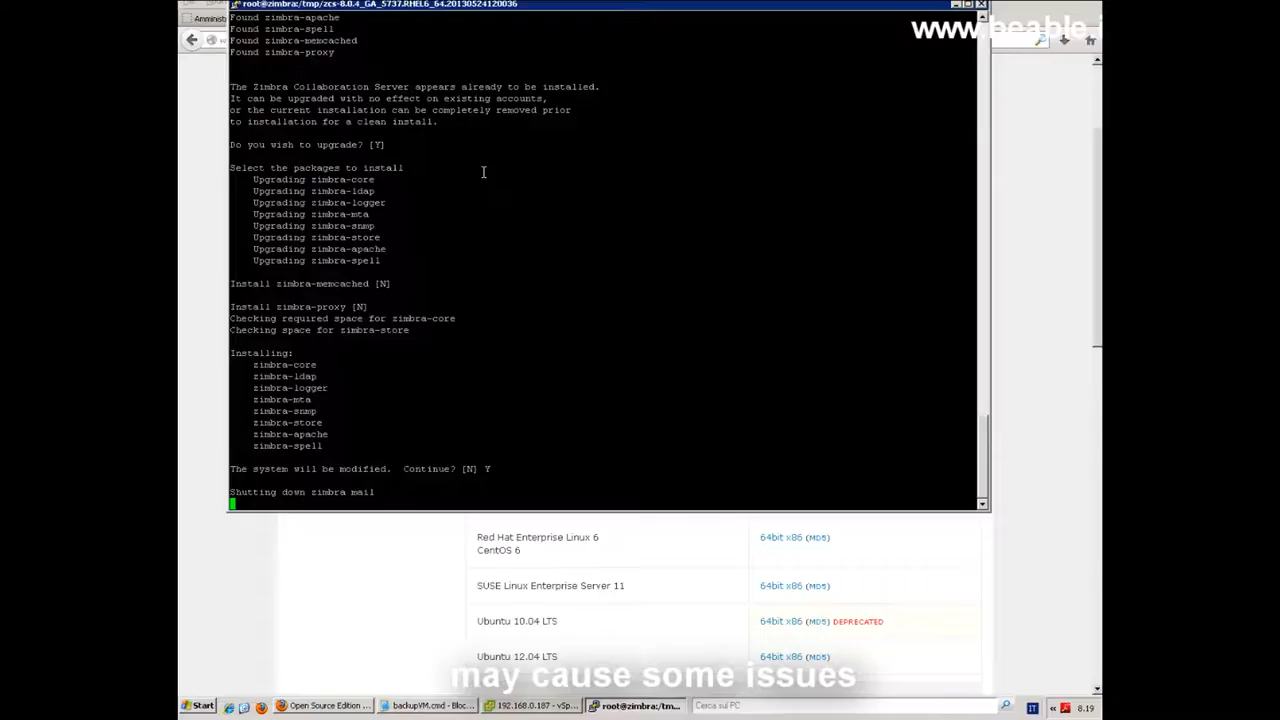 root@zimbra:/tmp/zcs-8.0.4_GA_5737.RHEL6_64.20130524120036
Found zimbra-apache
www.beable.i
Found zimbra-spell
Found zimbra-memcached
Found zimbra-proxy
The Zimbra Collaboration Server appears already to be installed.
It can be upgraded with no effect on existing accounts,
or the current installation can be completely removed prior
to installation for a clean install.
Do you wish to upgrade? [Y]
Select the packages to install
Upgrading zimbra-core
Upgrading zimbra-ldap
Upgrading zimbra-logger
Upgrading zimbra-mta
Upgrading zimbra-snmp
Upgrading zimbra-store
Upgrading zimbra-apache
Upgrading zimbra-spell
Install zimbra-memcached [N]
Install zimbra-proxy [N]
Checking required space for zimbra-core
Checking space for zimbra-store
Installing:
zimbra-core
zimbra-ldap
zimbra-logger
zimbra-mta
zimbra-snmp
zimbra-store
zimbra-apache
zimbra-spell
The system will be modified.  Continue? [N] Y
Shutting down zimbra mail
Red Hat Enterprise Linux 6 64bit x86 (MD5)
CentOS 6
SUSE Linux Enterprise Server 11 64bit x86 (MD5)
Ubuntu 10.04 LTS 64bit x86 (MD5) DEPRECATED
Ubuntu 12.04 LTS 64bit x86 (MD5)
may cause some issues
Start Open Source Edition ... backupVM.cmd - Bloc... 192.168.0.187 - vSp... root@zimbra:/tm... Cerca sul PC IT « 8.19